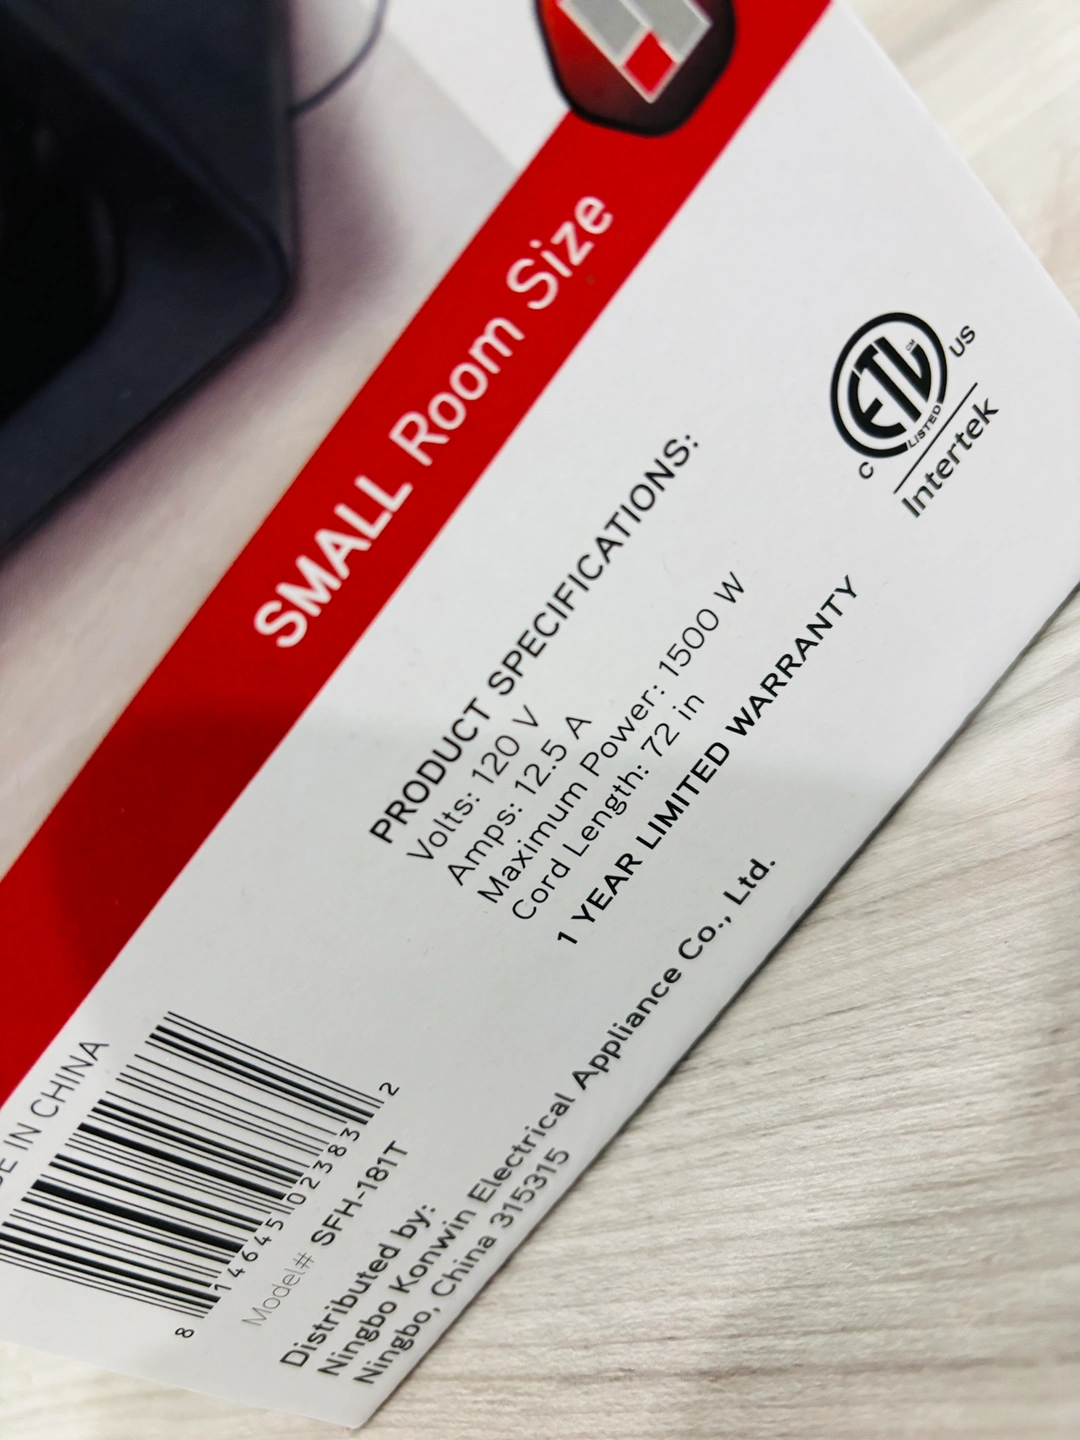 SMALL Room Size
ETL CM
LISTED
C US
Intertek
PRODUCT SPECIFICATIONS:
Volts: 120 V
Amps: 12.5 A
Maximum Power: 1500 W
Cord Length: 72 in
1 YEAR LIMITED WARRANTY
IN CHINA
8 14645 02383 2
Model# SFH-181T
Distributed by:
Ningbo Konwin Electrical Appliance Co., Ltd.
Ningbo, China 315315